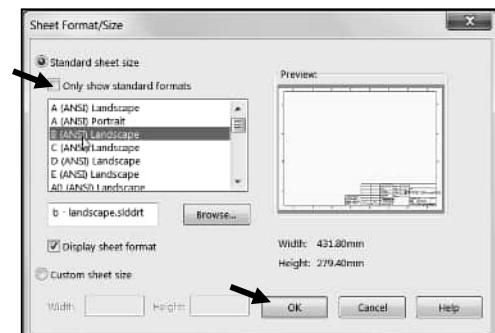 Sheet Format/Size
X
Standard sheet size
Only show standard formats
A (ANSI) Landscape
A (ANSI) Portrait
B (ANSI) Landscape
C (ANSI) Landscape
D (ANSI) Landscape
E (ANSI) Landscape
A0 (ANSI) Landscape
b - landscape.slddrt
Browse...
Display sheet format
Custom sheet size
Width:
Height:
Preview:
Width: 431.80mm
Height: 279.40mm
OK
Cancel
Help